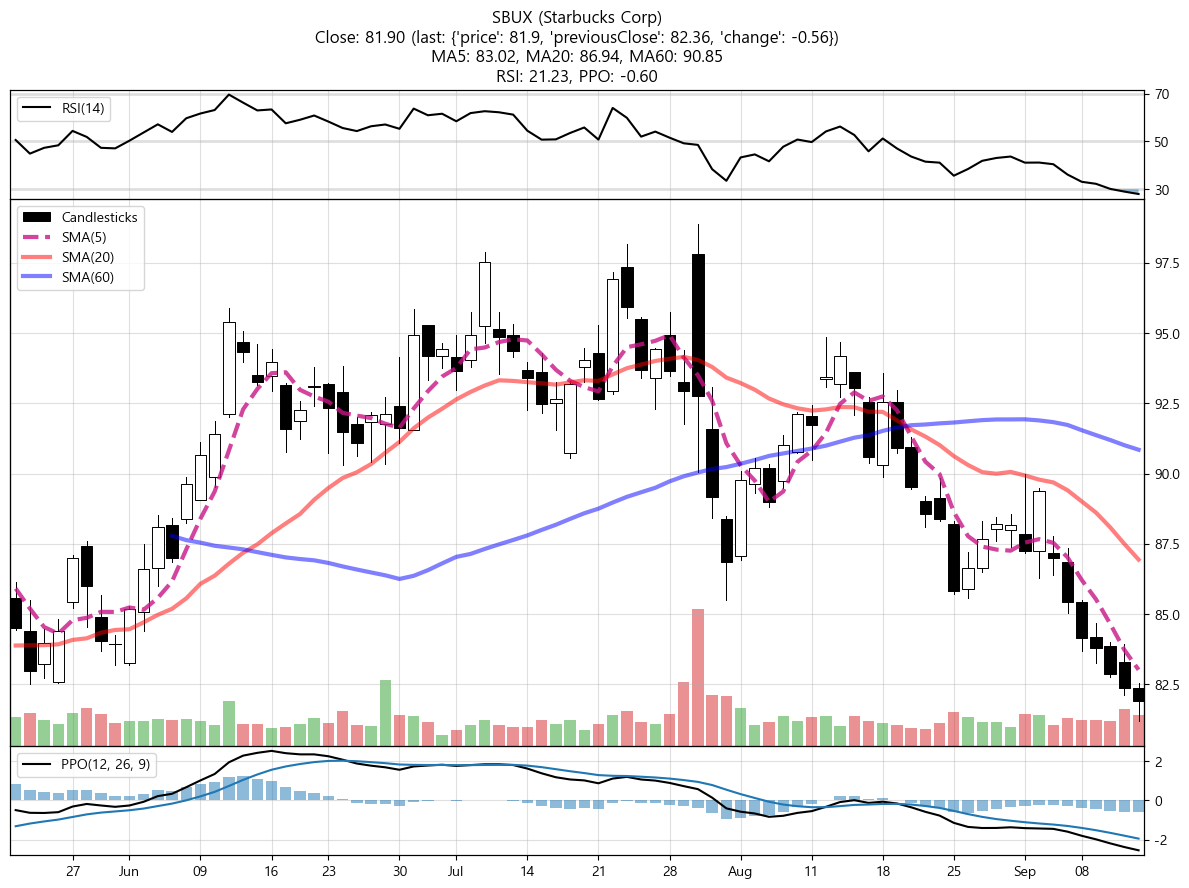 SBUX (Starbucks Corp)
Close: 81.90 (last: {'price': 81.9, 'previousClose': 82.36, 'change': -0.56})
MA5: 83.02, MA20: 86.94, MA60: 90.85
RSI: 21.23, PPO: -0.60
RSI(14)
70
50
30
Candlesticks
SMA(5)
SMA(20)
SMA(60)
97.5
95.0
92.5
90.0
87.5
85.0
82.5
PPO(12, 26, 9)
2
0
-2
27 Jun 09 16 23 30 Jul 14 21 Aug 11 18 25 Sep 08